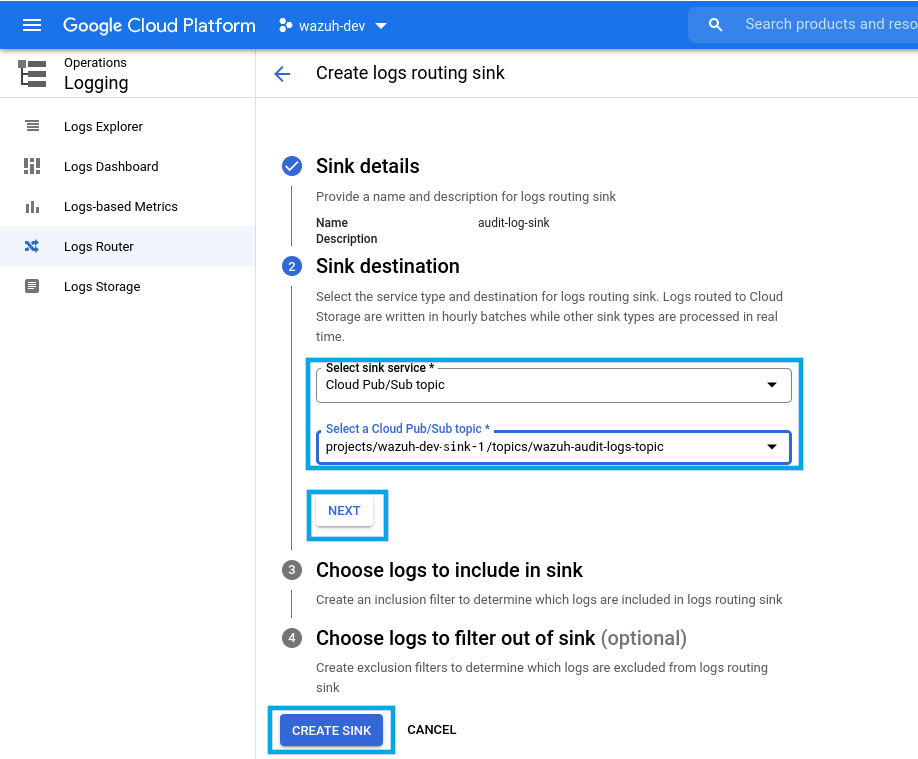 Google Cloud Platform
wazuh-dev
Search products and reso
Operations
Logging
Create logs routing sink
Logs Explorer
Logs Dashboard
Logs-based Metrics
Logs Router
Logs Storage
Sink details
Provide a name and description for logs routing sink
Name audit-log-sink
Description
2 Sink destination
Select the service type and destination for logs routing sink. Logs routed to Cloud
Storage are written in hourly batches while other sink types are processed in real
time.
Select sink service *
Cloud Pub/Sub topic
Select a Cloud Pub/Sub topic *
projects/wazuh-dev-sink-1/topics/wazuh-audit-logs-topic
NEXT
3 Choose logs to include in sink
Create an inclusion filter to determine which logs are included in logs routing sink
4 Choose logs to filter out of sink (optional)
Create exclusion filters to determine which logs are excluded from logs routing
sink
CREATE SINK CANCEL